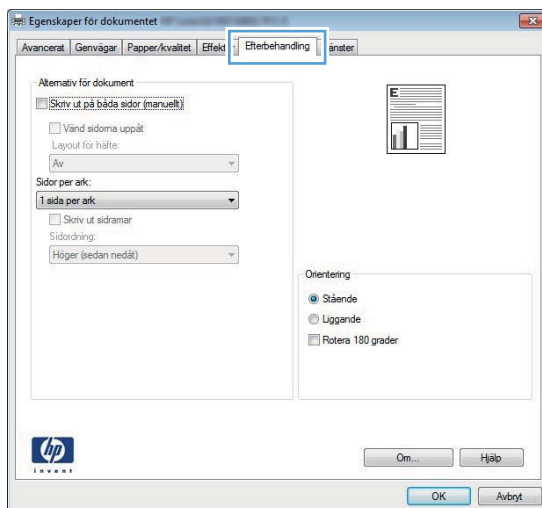 Egenskaper för dokumentet
Avancerat Genvägar Papper/kvalitet Effekt Efterbehandling änster
Alternativ för dokument
Skriv ut på båda sidor (manuellt)
E
Vänd sidorna uppåt
Layout för häfte:
Av
Sidor per ark:
1 sida per ark
Skriv ut sidramar
Sidordning:
Höger (sedan nedåt)
Orientering
Stående
Liggande
Rotera 180 grader
hp
invent
Om... Hjälp
OK Avbryt